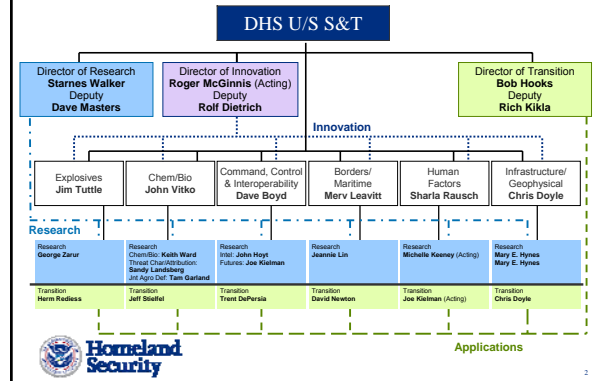 DHS U/S S&T
Director of Research
Starnes Walker
Deputy
Dave Masters
Director of Innovation
Roger McGinnis (Acting)
Deputy
Rolf Dietrich
Director of Transition
Bob Hooks
Deputy
Rich Kikla
Innovation
Explosives
Jim Tuttle
Chem/Bio
John Vitko
Command, Control
& Interoperability
Dave Boyd
Borders/
Maritime
Merv Leavitt
Human
Factors
Sharla Rausch
Infrastructure/
Geophysical
Chris Doyle
Research
Research
George Zarur
Research
Chem/Bio: Keith Ward
Threat Char/Attribution:
Sandy Landsberg
Jnt Agro Def: Tam Garland
Research
Intel: John Hoyt
Futures: Joe Kielman
Research
Jeannie Lin
Research
Michelle Keeney (Acting)
Research
Mary E. Hynes
Mary E. Hynes
Transition
Herm Rediess
Transition
Jeff Stiefel
Transition
Trent DePersia
Transition
David Newton
Transition
Joe Kielman (Acting)
Transition
Chris Doyle
Applications
Homeland
Security
2